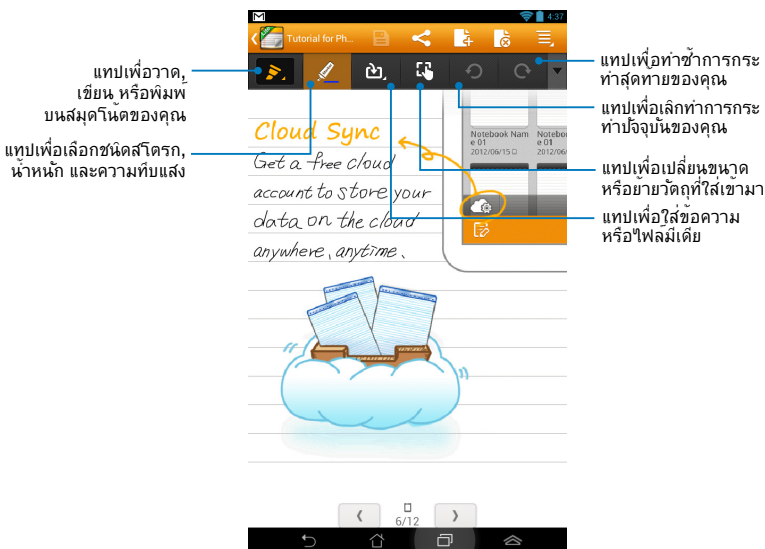 4:37
Tutorial for Ph...
แทปเพื่อวาด,
เขียน หรือพิมพ์
บนสมุดโน้ตของคุณ
แทปเพื่อเลือกชนิดสโตรก,
น้ำหนัก และความทึบแสง
แทปเพื่อทำซ้ำการกระ
ทำสุดท้ายของคุณ
แทปเพื่อเลิกทำการกระ
ทำปัจจุบันของคุณ
แทปเพื่อเปลี่ยนขนาด
หรือย้ายวัตถุที่ใส่เข้ามา
แทปเพื่อใส่ข้อความ
หรือไฟล์มีเดีย
Cloud Sync
Get a free cloud
account to store your
data on the cloud
anywhere, anytime.
Notebook Nam
e 01
2012/06/15
Noteboo
e 01
2012/06
6/12